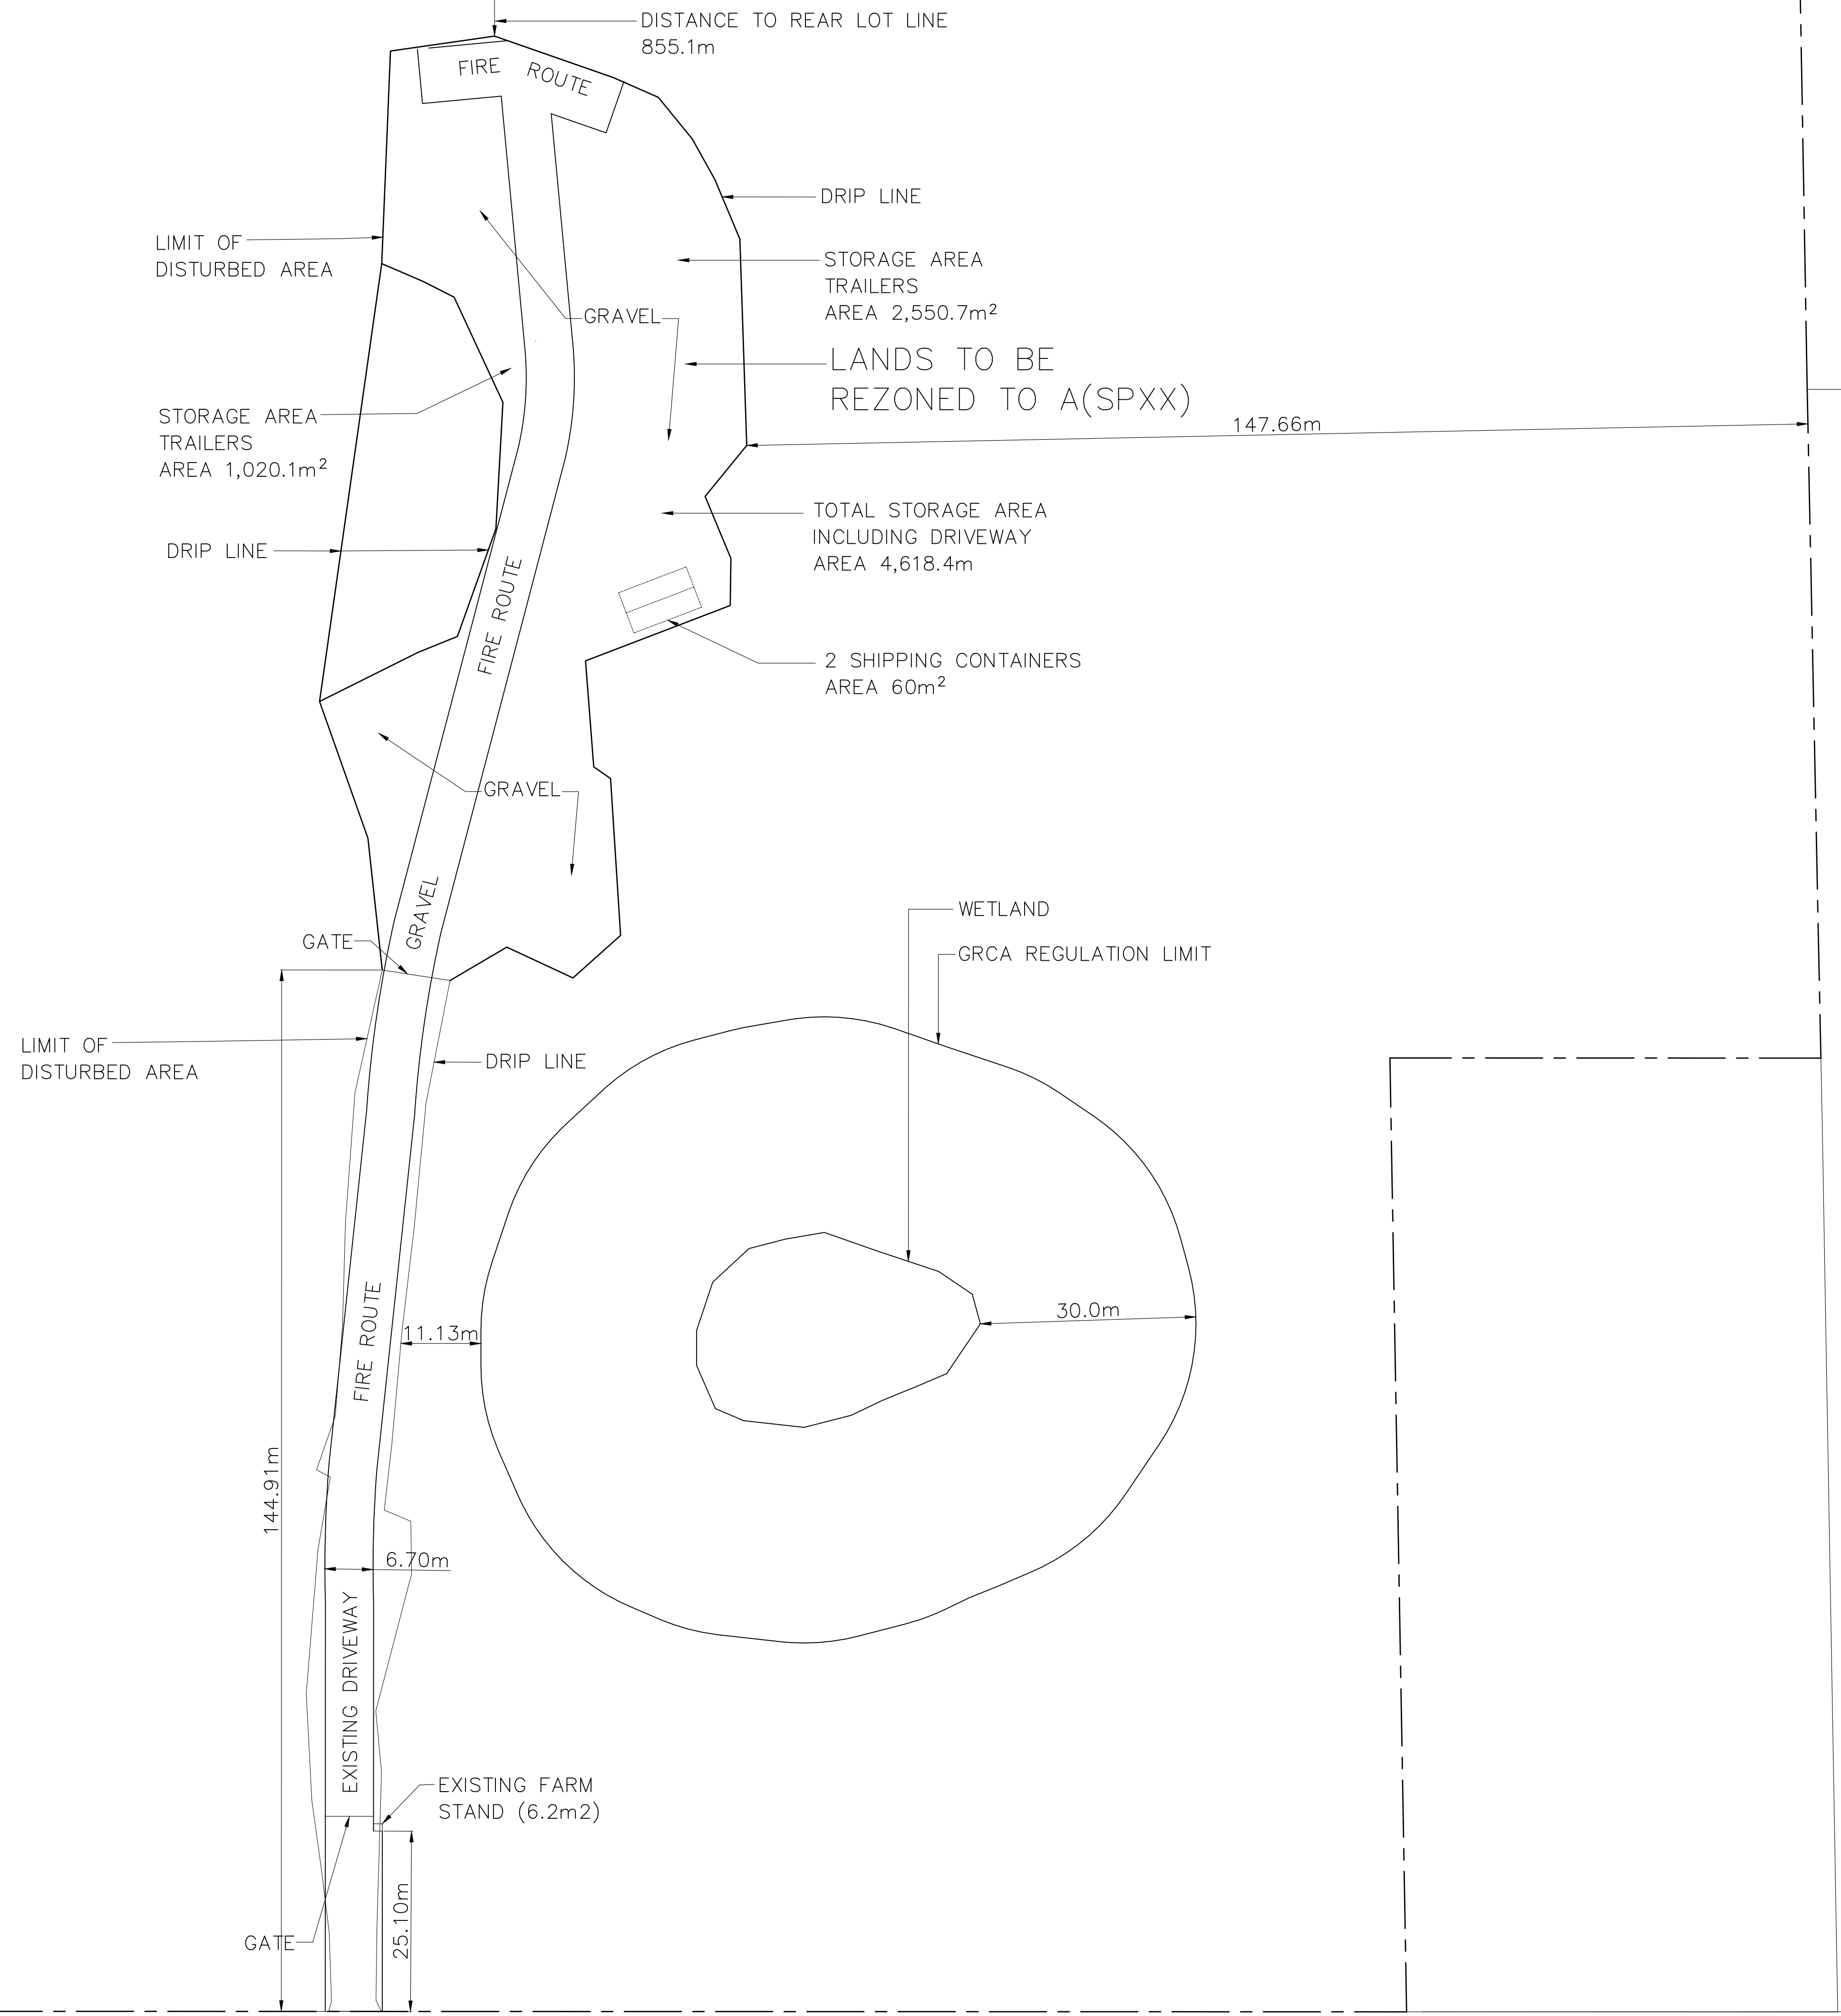 DISTANCE TO REAR LOT LINE
855.1m
FIRE ROUTE
DRIP LINE
LIMIT OF
DISTURBED AREA
STORAGE AREA
TRAILERS
AREA 2,550.7m²
GRAVEL
LANDS TO BE
REZONED TO A(SPXX)
STORAGE AREA
TRAILERS
AREA 1,020.1m²
147.66m
TOTAL STORAGE AREA
INCLUDING DRIVEWAY
AREA 4,618.4m
DRIP LINE
FIRE ROUTE
2 SHIPPING CONTAINERS
AREA 60m²
GRAVEL
GRAVEL
WETLAND
GATE
GRCA REGULATION LIMIT
LIMIT OF
DISTURBED AREA
DRIP LINE
FIRE ROUTE
30.0m
11.13m
144.91m
6.70m
EXISTING DRIVEWAY
EXISTING FARM
STAND (6.2m2)
25.10m
GATE